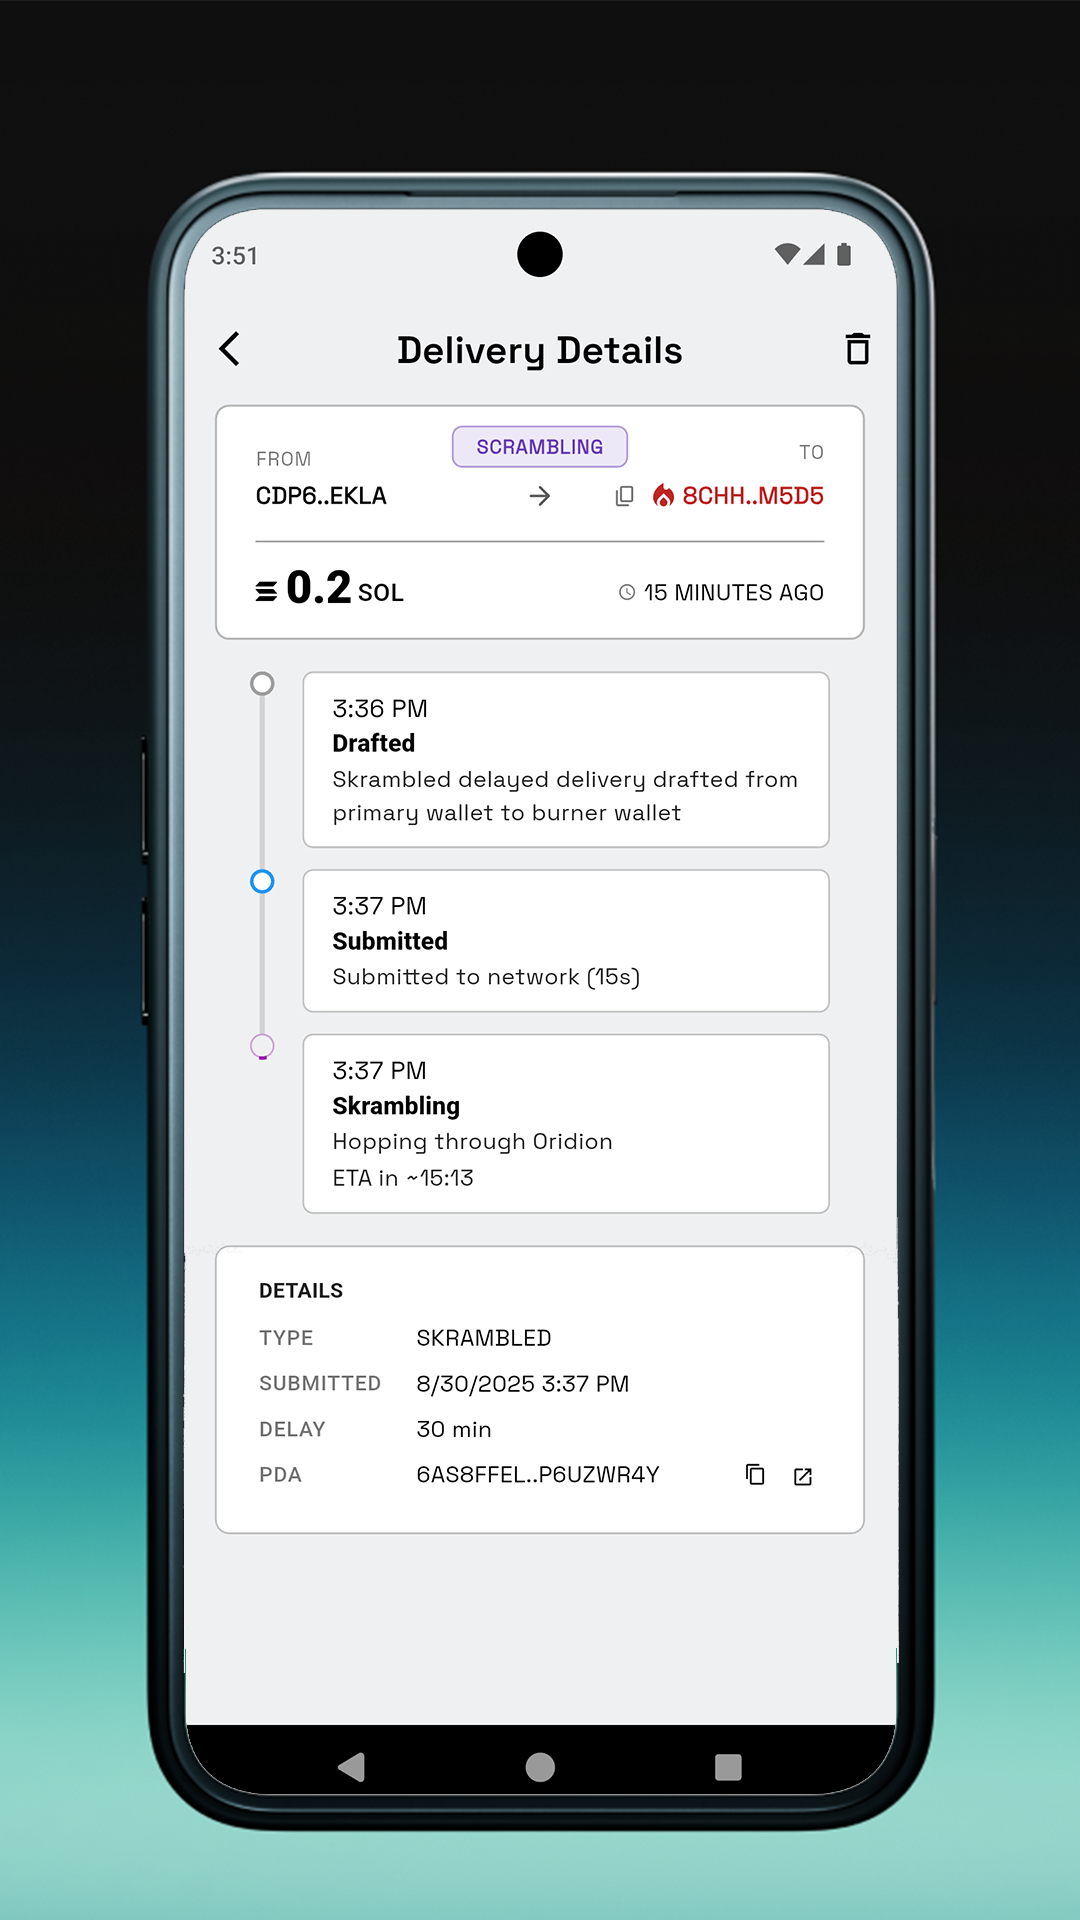 3:51
Delivery Details
SCRAMBLING
FROM
TO
CDP6..EKLA
8CHH..M5D5
0.2 SOL
15 MINUTES AGO
3:36 PM
Drafted
Skrambled delayed delivery drafted from
primary wallet to burner wallet
3:37 PM
Submitted
Submitted to network (15s)
3:37 PM
Skrambling
Hopping through Oridion
ETA in ~15:13
DETAILS
TYPE SKRAMBLED
SUBMITTED 8/30/2025 3:37 PM
DELAY 30 min
PDA 6AS8FFEL..P6UZWR4Y